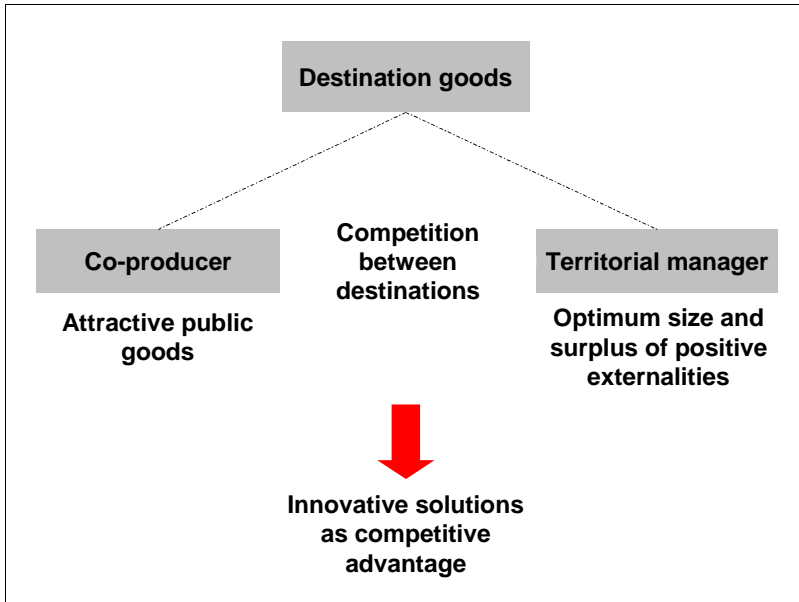 Destination goods
Co-producer
Attractive public
goods
Competition
between
destinations
Territorial manager
Optimum size and
surplus of positive
externalities
Innovative solutions
as competitive
advantage